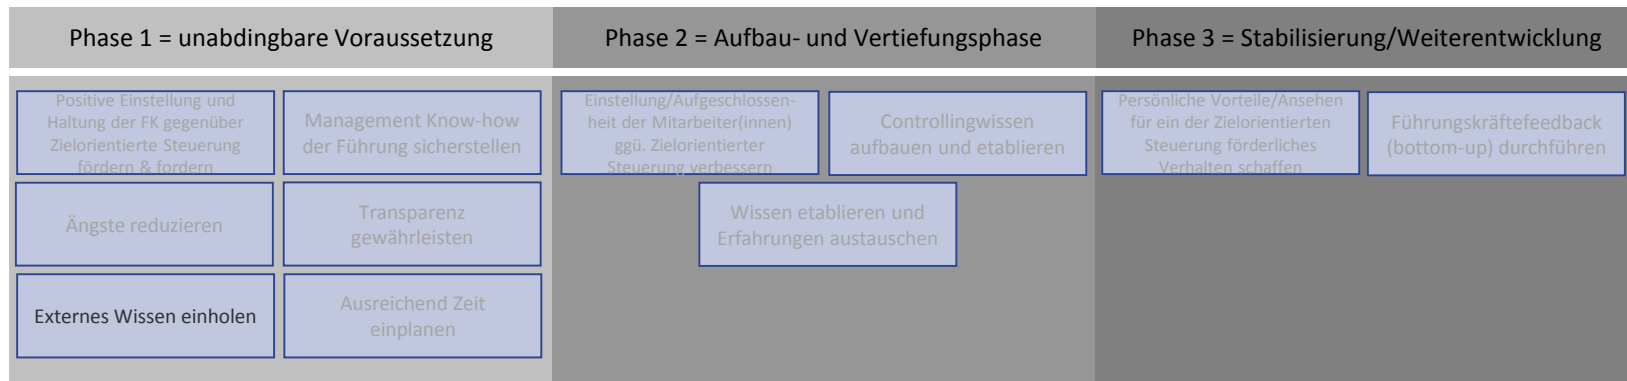 Phase 1 = unabdingbare Voraussetzung
Phase 2 = Aufbau- und Vertiefungsphase
Phase 3 = Stabilisierung/Weiterentwicklung
Positive Einstellung und
Haltung der FK gegenüber
Zielorientierte Steuerung
fördern & fordern
Management Know-how
der Führung sicherstellen
Ängste reduzieren
Transparenz
gewährleisten
Externes Wissen einholen
Ausreichend Zeit
einplanen
Einstellung/Aufgeschlossen-
heit der Mitarbeiter(innen)
ggü. Zielorientierter
Steuerung verbessern
Controllingwissen
aufbauen und etablieren
Wissen etablieren und
Erfahrungen austauschen
Persönliche Vorteile/Ansehen
für ein der Zielorientierten
Steuerung förderliches
Verhalten schaffen
Führungskräftefeedback
(bottom-up) durchführen